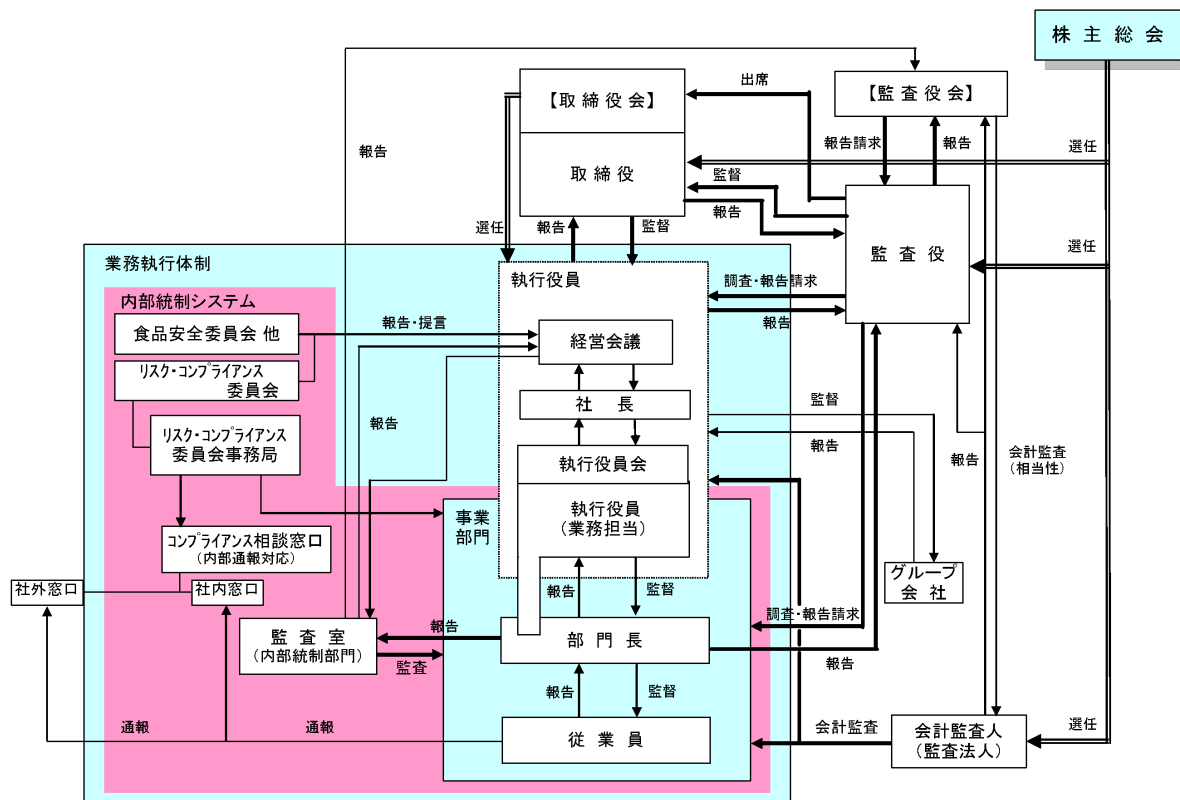 株主総会
出席
【取締役会】
【監査役会】
報告
報告請求
報告
選任
取締役
監督
報告
監査役
選任
報告
監督
選任
業務執行体制
執行役員
調査・報告請求
報告
内部統制システム
食品安全委員会 他
報告・提言
経営会議
リスク・コンプライアンス
委員会
社長
監督
報告
リスク・コンプライアンス
委員会事務局
報告
執行役員会
報告
会計監査
(相当性)
執行役員
(業務担当)
事業
部門
コンプライアンス相談窓口
(内部通報対応)
グループ
会社
社外窓口
社内窓口
報告
監督
調査・報告請求
監査室
(内部統制部門)
報告
監査
部門長
報告
報告
監督
通報
通報
従業員
会計監査
会計監査人
(監査法人)
選任